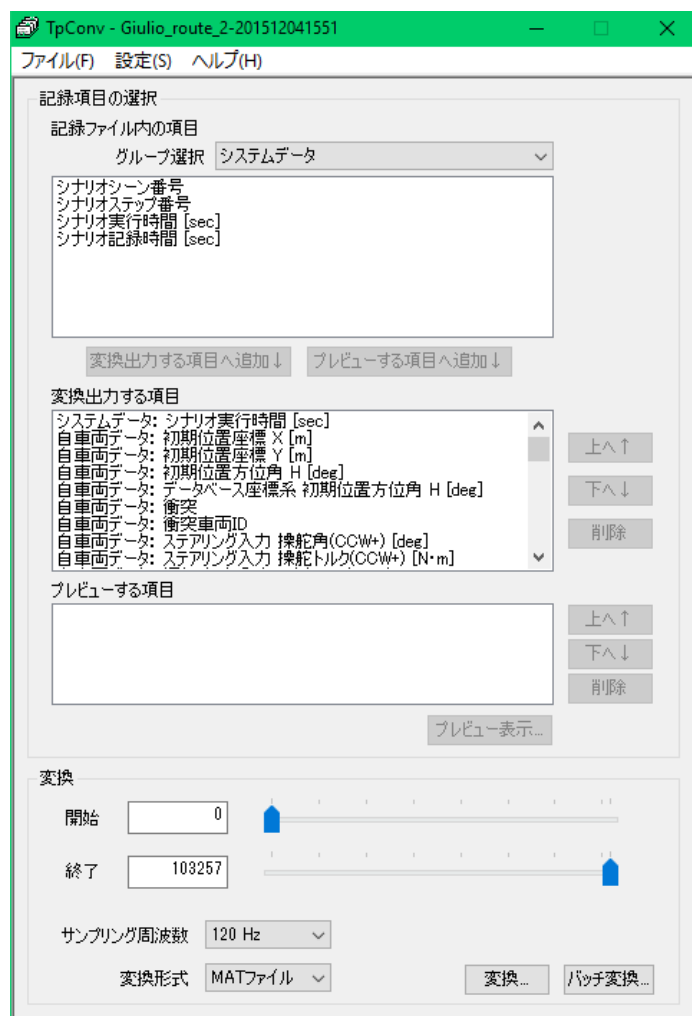 TpConv - Giulio_route_2-201512041551
ファイル(F) 設定(S) ヘルプ(H)
記録項目の選択
記録ファイル内の項目
グループ選択 システムデータ
シナリオシーン番号
シナリオステップ番号
シナリオ実行時間 [sec]
シナリオ記録時間 [sec]
変換出力する項目へ追加↓ プレビューする項目へ追加↓
変換出力する項目
システムデータ: シナリオ実行時間 [sec]
自車両データ: 初期位置座標 X [m]
自車両データ: 初期位置座標 Y [m]
自車両データ: 初期位置方位角 H [deg]
自車両データ: データベース座標系 初期位置方位角 H [deg]
自車両データ: 衝突
自車両データ: 衝突車両ID
自車両データ: ステアリング入力 操舵角(CCW+) [deg]
自車両データ: ステアリング入力 操舵トルク(CCW+) [N・m]
上へ↑
下へ↓
削除
プレビューする項目
上へ↑
下へ↓
削除
プレビュー表示...
変換
開始 0
終了 103257
サンプリング周波数 120 Hz
変換形式 MATファイル
変換... バッチ変換...